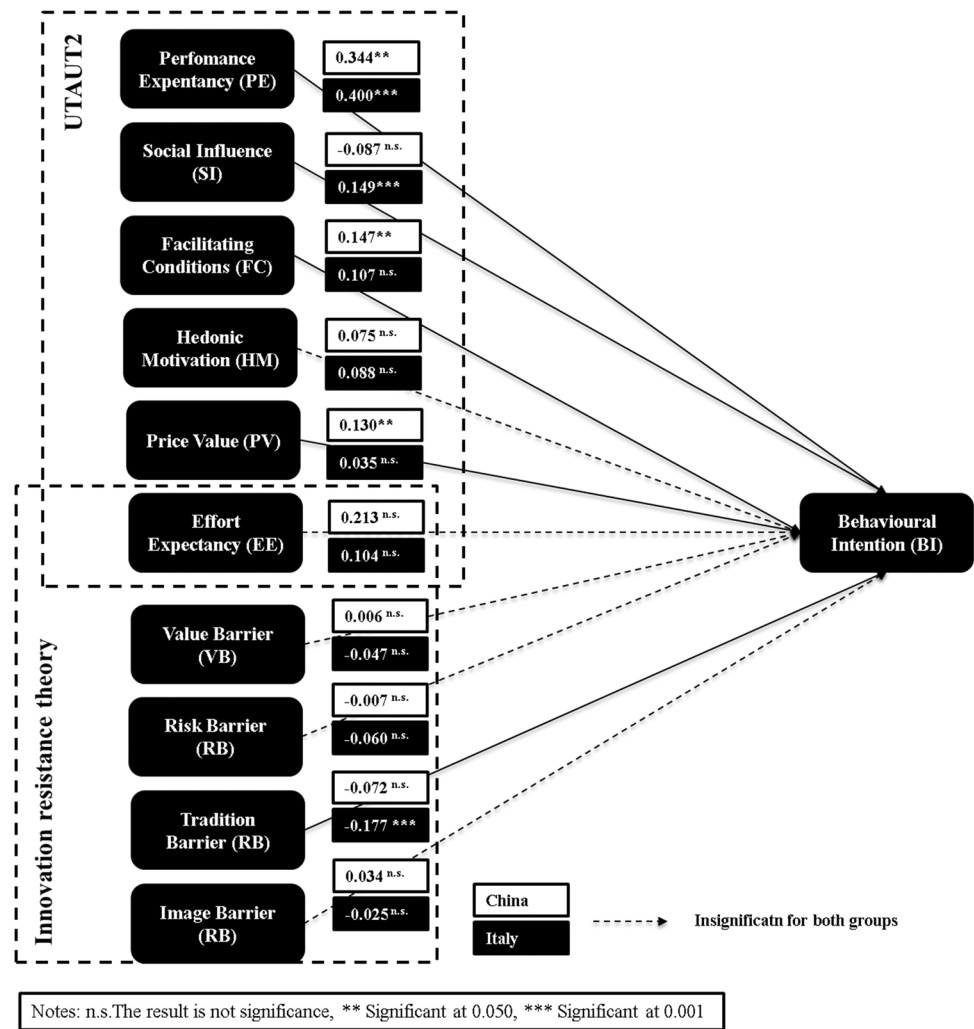 UTAUT2
Perfomance
Expentancy (PE)
0.344**
0.400***
Social Influence
(SI)
-0.087 n.s.
0.149***
Facilitating
Conditions (FC)
0.147**
0.107 n.s.
Hedonic
Motivation (HM)
0.075 n.s.
0.088 n.s.
Price Value (PV)
0.130**
0.035 n.s.
Effort
Expectancy (EE)
0.213 n.s.
0.104 n.s.
Behavioural
Intention (BI)
Innovation resistance theory
Value Barrier
(VB)
0.006 n.s.
-0.047 n.s.
Risk Barrier
(RB)
-0.007 n.s.
-0.060 n.s.
Tradition
Barrier (RB)
-0.072 n.s.
-0.177 ***
Image Barrier
(RB)
0.034 n.s.
-0.025 n.s.
China
Italy
Insignificatn for both groups
Notes: n.s.The result is not significance, ** Significant at 0.050, *** Significant at 0.001